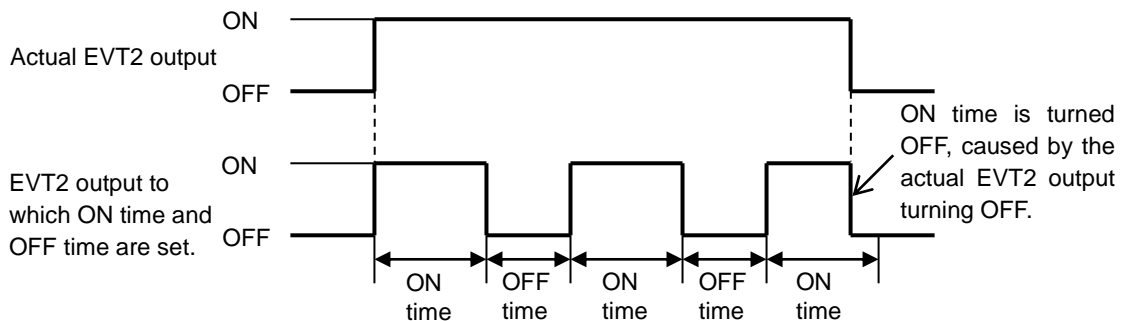 ON
Actual EVT2 output
OFF
ON time is turned
OFF, caused by the
actual EVT2 output
turning OFF.
ON
EVT2 output to
which ON time and
OFF time are set.
OFF
ON
time
OFF
time
ON
time
OFF
time
ON
time